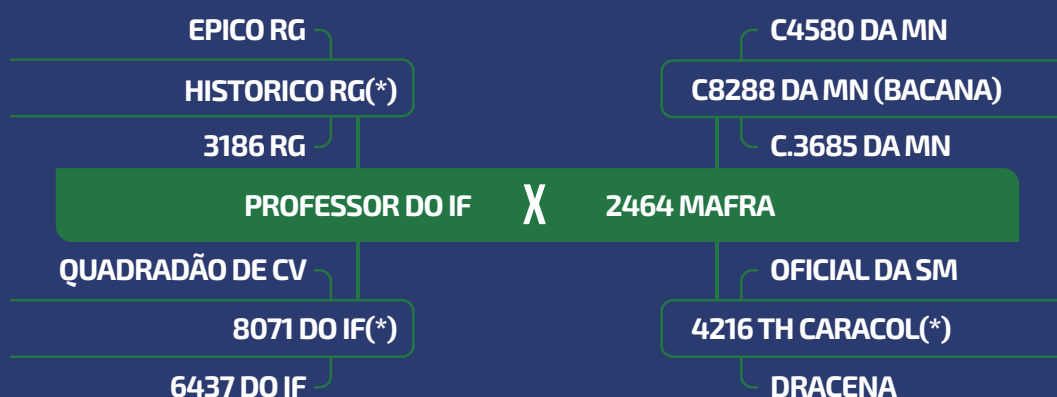 EPICO RG
C4580 DA MN
HISTORICO RG(*)
C8288 DA MN (BACANA)
3186 RG
C.3685 DA MN
PROFESSOR DO IF X 2464 MAFRA
QUADRADÃO DE CV
OFICIAL DA SM
8071 DO IF(*)
4216 TH CARACOL(*)
6437 DO IF
DRACENA